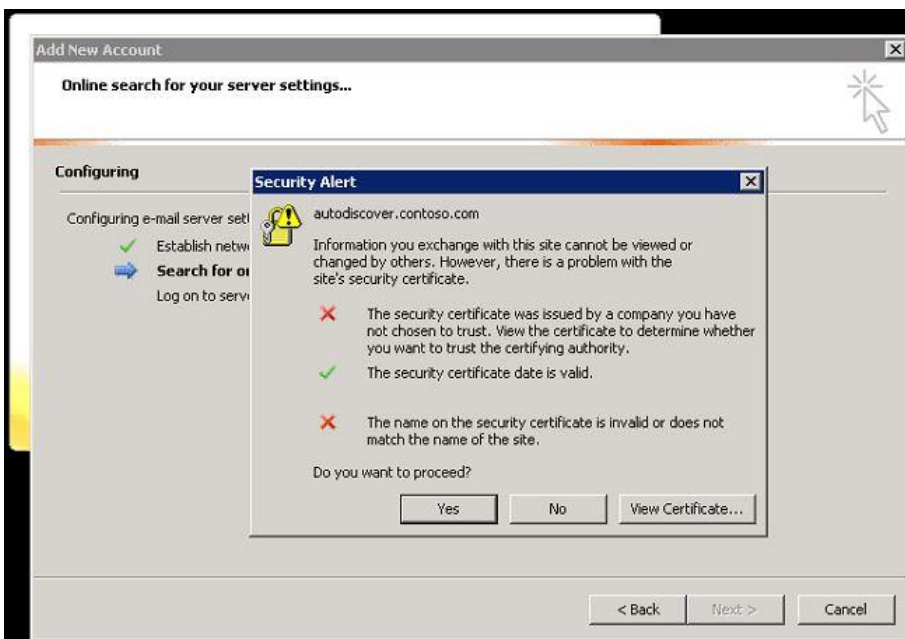 Add New Account
Online search for your server settings...
Configuring
Security Alert
Configuring e-mail server
Establish
Search for
Log on to
autodiscover.contoso.com
Information you exchange with this site cannot be viewed or
changed by others. However, there is a problem with the
site's security certificate.
The security certificate was issued by a company you have
not chosen to trust. View the certificate to determine whether
you want to trust the certifying authority.
The security certificate date is valid.
The name on the security certificate is invalid or does not
match the name of the site.
Do you want to proceed?
Yes No View Certificate...
< Back Next > Cancel